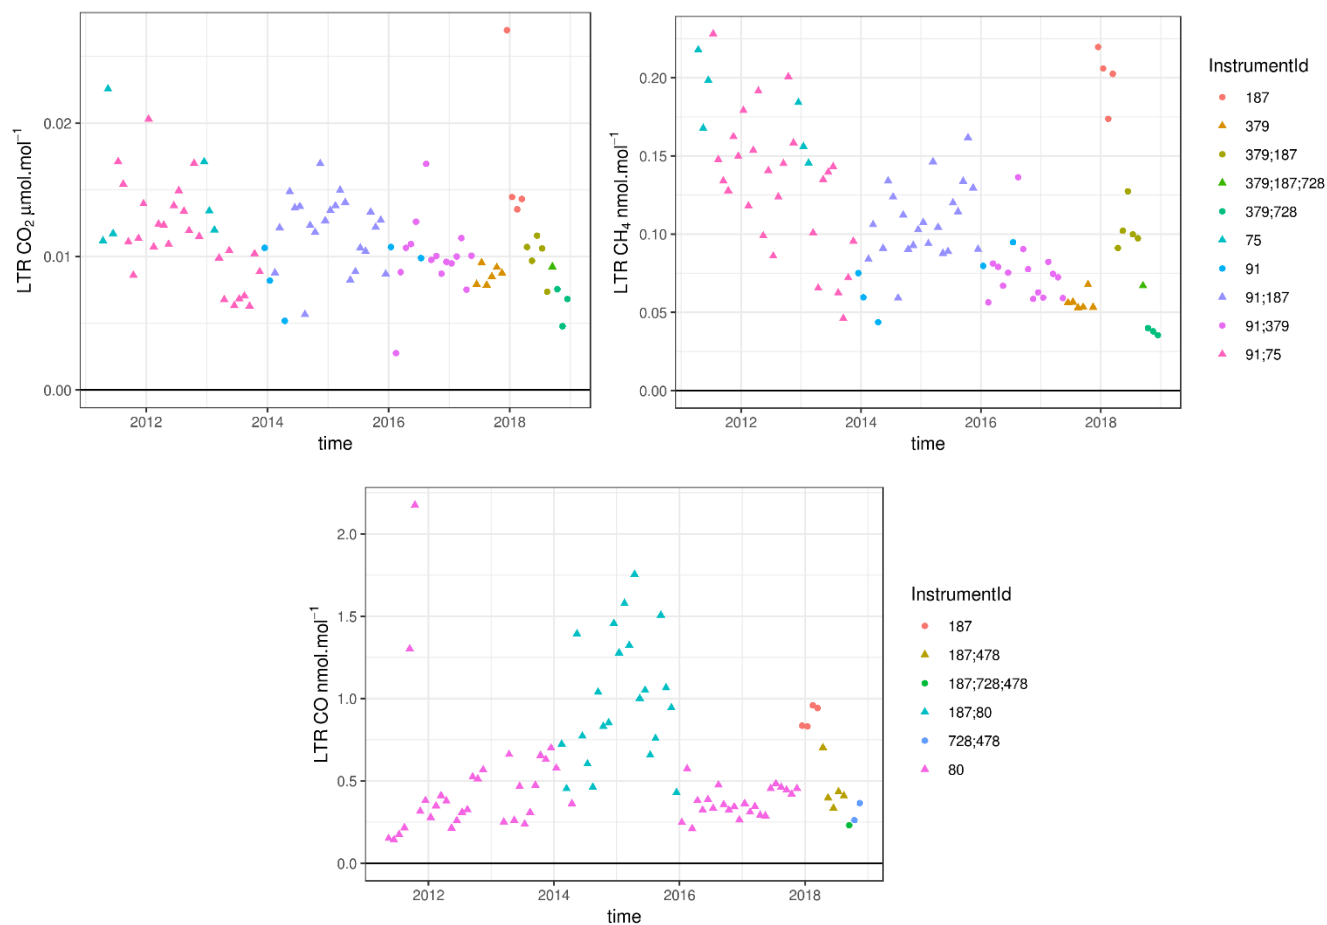 LTR CO₂ µmol.mol⁻¹
0.02
0.01
0.00
2012 2014 2016 2018
time
LTR CH₄ nmol.mol⁻¹
0.20
0.15
0.10
0.05
0.00
2012 2014 2016 2018
time
InstrumentId
187
379
379;187
379;187;728
379;728
75
91
91;187
91;379
91;75
LTR CO nmol.mol⁻¹
2.0
1.5
1.0
0.5
0.0
2012 2014 2016 2018
time
InstrumentId
187
187;478
187;728;478
187;80
728;478
80